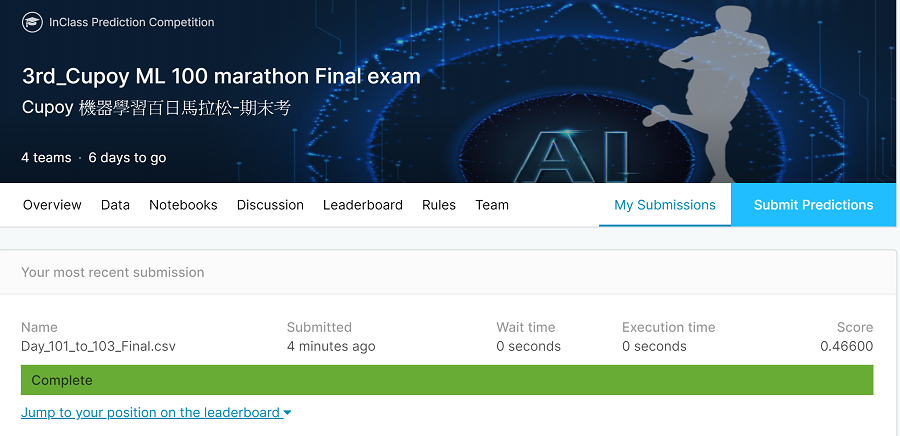 InClass Prediction Competition
3rd_Cupoy ML 100 marathon Final exam
Cupoy 機器學習百日馬拉松-期末考
4 teams · 6 days to go
AI
Overview Data Notebooks Discussion Leaderboard Rules Team My Submissions Submit Predictions
Your most recent submission
Name Submitted Wait time Execution time Score
Day_101_to_103_Final.csv 4 minutes ago 0 seconds 0 seconds 0.46600
Complete
Jump to your position on the leaderboard